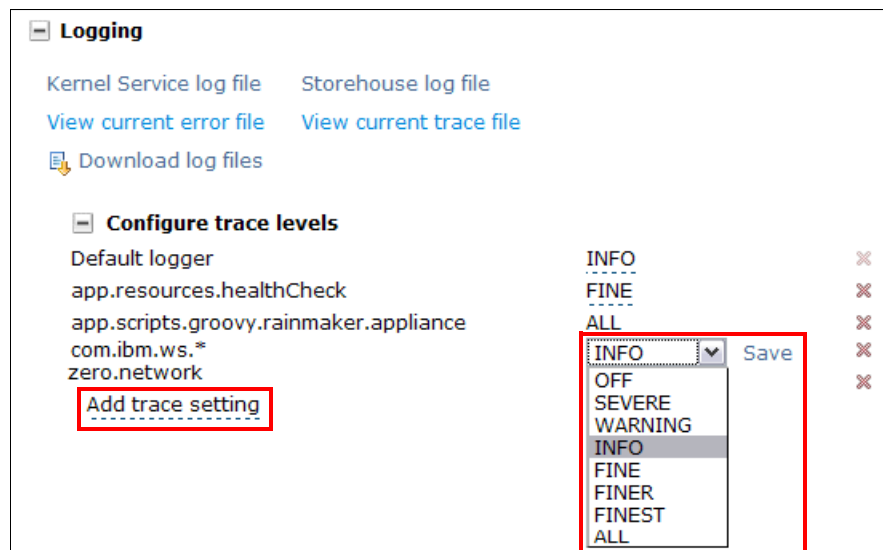 Logging
Kernel Service log file Storehouse log file
View current error file View current trace file
Download log files
Configure trace levels
Default logger INFO
app.resources.healthCheck FINE
app.scripts.groovy.rainmaker.appliance ALL
com.ibm.ws.* INFO Save
zero.network
Add trace setting
OFF
SEVERE
WARNING
INFO
FINE
FINER
FINEST
ALL